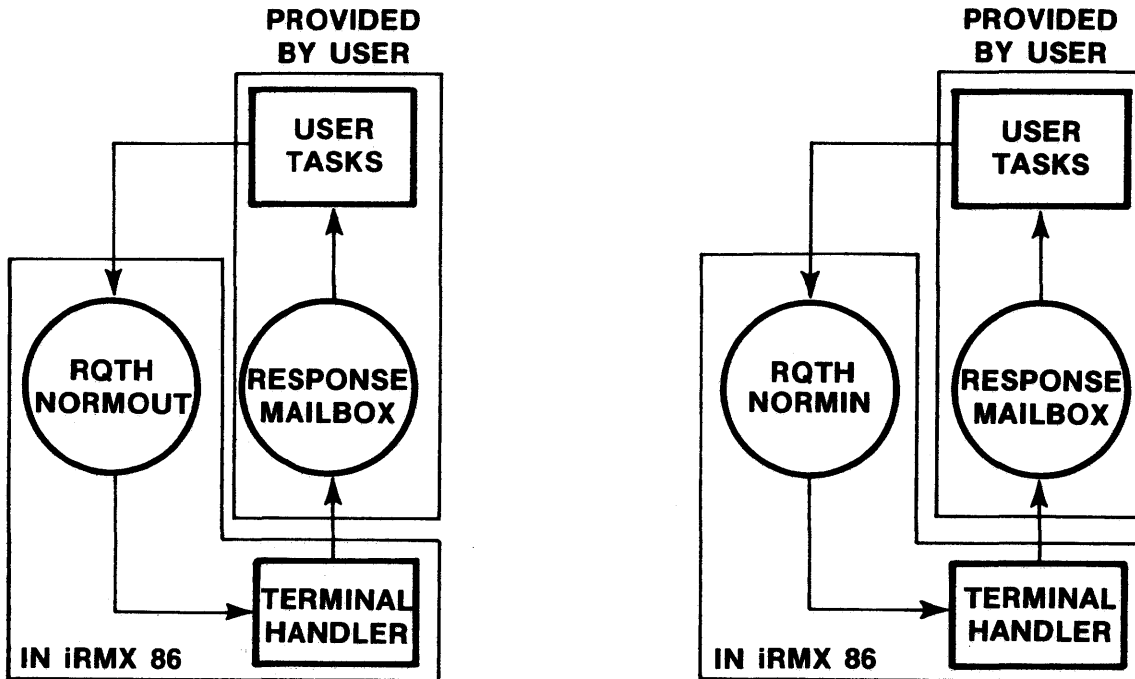 PROVIDED
BY USER
USER
TASKS
RQTH
NORMOUT
RESPONSE
MAILBOX
TERMINAL
HANDLER
IN iRMX 86
PROVIDED
BY USER
USER
TASKS
RQTH
NORMIN
RESPONSE
MAILBOX
TERMINAL
HANDLER
IN iRMX 86